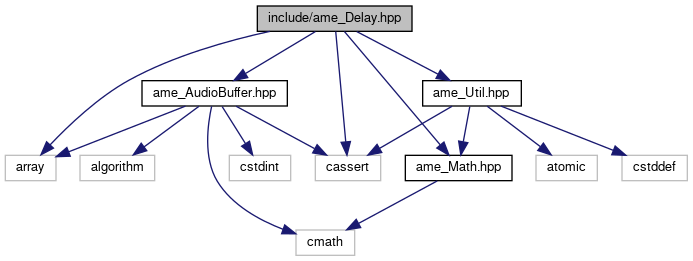 include/ame_Delay.hpp
ame_AudioBuffer.hpp
ame_Util.hpp
array
algorithm
cstdint
cassert
ame_Math.hpp
atomic
cstddef
cmath